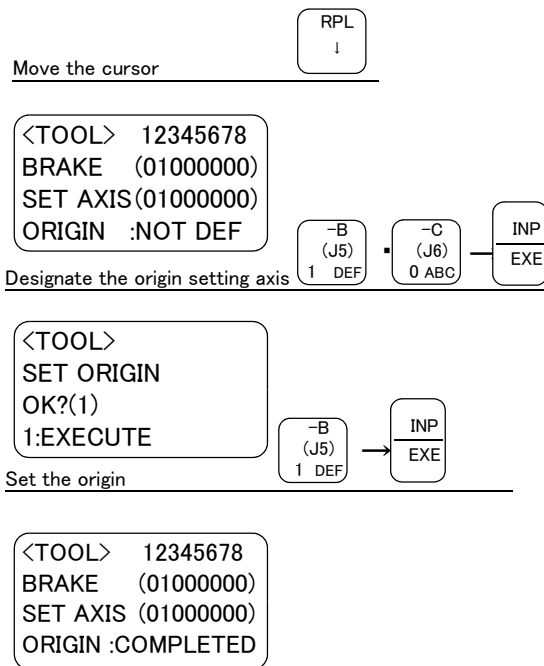 RPL
↓
Move the cursor
<TOOL> 12345678
BRAKE (01000000)
SET AXIS(01000000)
ORIGIN :NOT DEF
-B
(J5)
1 DEF
-C
(J6)
0 ABC
→
INP
EXE
Designate the origin setting axis
<TOOL>
SET ORIGIN
OK?(1)
1:EXECUTE
-B
(J5)
1 DEF
→
INP
EXE
Set the origin
<TOOL> 12345678
BRAKE (01000000)
SET AXIS (01000000)
ORIGIN :COMPLETED